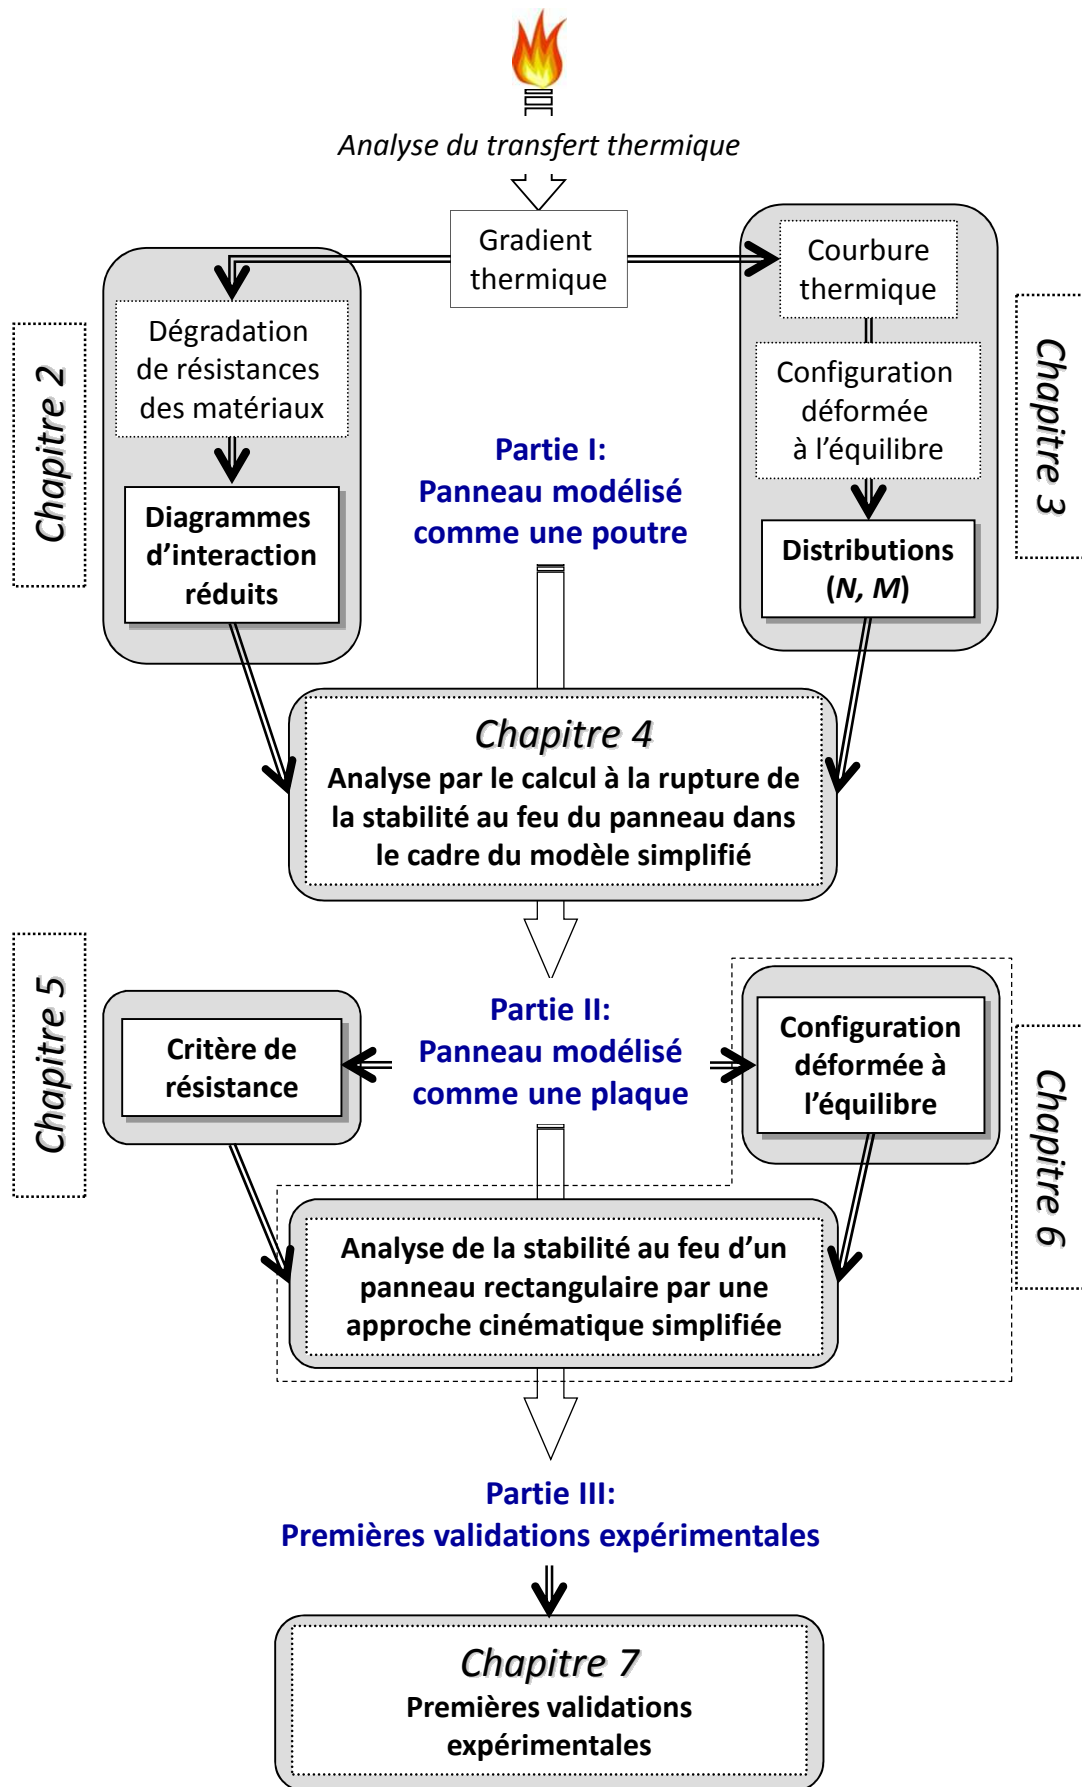 Analyse du transfert thermique
Gradient
thermique
Chapitre 2
Dégradation
de résistances
des matériaux
Diagrammes
d’interaction
réduits
Partie I:
Panneau modélisé
comme une poutre
Courbure
thermique
Configuration
déformée
à l’équilibre
Distributions
(N, M)
Chapitre 3
Chapitre 4
Analyse par le calcul à la rupture de
la stabilité au feu du panneau dans
le cadre du modèle simplifié
Chapitre 5
Critère de
résistance
Partie II:
Panneau modélisé
comme une plaque
Configuration
déformée à
l’équilibre
Chapitre 6
Analyse de la stabilité au feu d’un
panneau rectangulaire par une
approche cinématique simplifiée
Partie III:
Premières validations expérimentales
Chapitre 7
Premières validations
expérimentales